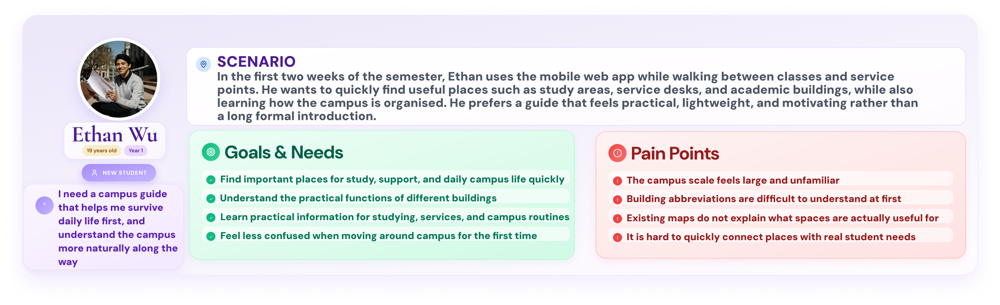 Ethan Wu
19 years old
Year 1
NEW STUDENT
"
I need a campus guide
that helps me survive
daily life first, and
understand the campus
more naturally along the
way
SCENARIO
In the first two weeks of the semester, Ethan uses the mobile web app while walking between classes and service
points. He wants to quickly find useful places such as study areas, service desks, and academic buildings, while also
learning how the campus is organised. He prefers a guide that feels practical, lightweight, and motivating rather than
a long formal introduction.
Goals & Needs
Find important places for study, support, and daily campus life quickly
Understand the practical functions of different buildings
Learn practical information for studying, services, and campus routines
Feel less confused when moving around campus for the first time
Pain Points
The campus scale feels large and unfamiliar
Building abbreviations are difficult to understand at first
Existing maps do not explain what spaces are actually useful for
It is hard to quickly connect places with real student needs